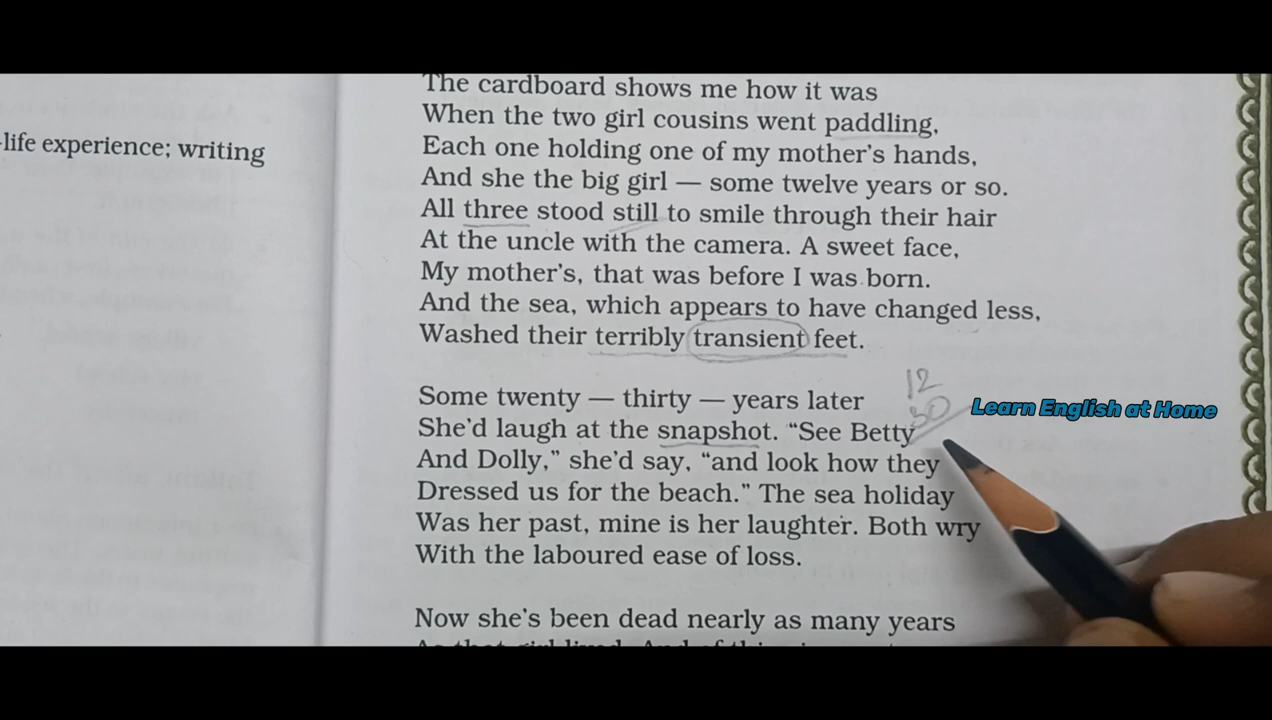 -life experience; writing
The cardboard shows me how it was
When the two girl cousins went paddling,
Each one holding one of my mother's hands,
And she the big girl — some twelve years or so.
All three stood still to smile through their hair
At the uncle with the camera. A sweet face,
My mother's, that was before I was born.
And the sea, which appears to have changed less,
Washed their terribly transient feet.
12
30
Some twenty — thirty — years later
She'd laugh at the snapshot. “See Betty
And Dolly,” she'd say, “and look how they
Dressed us for the beach.” The sea holiday
Was her past, mine is her laughter. Both wry
With the laboured ease of loss.
Now she's been dead nearly as many years
Learn English at Home